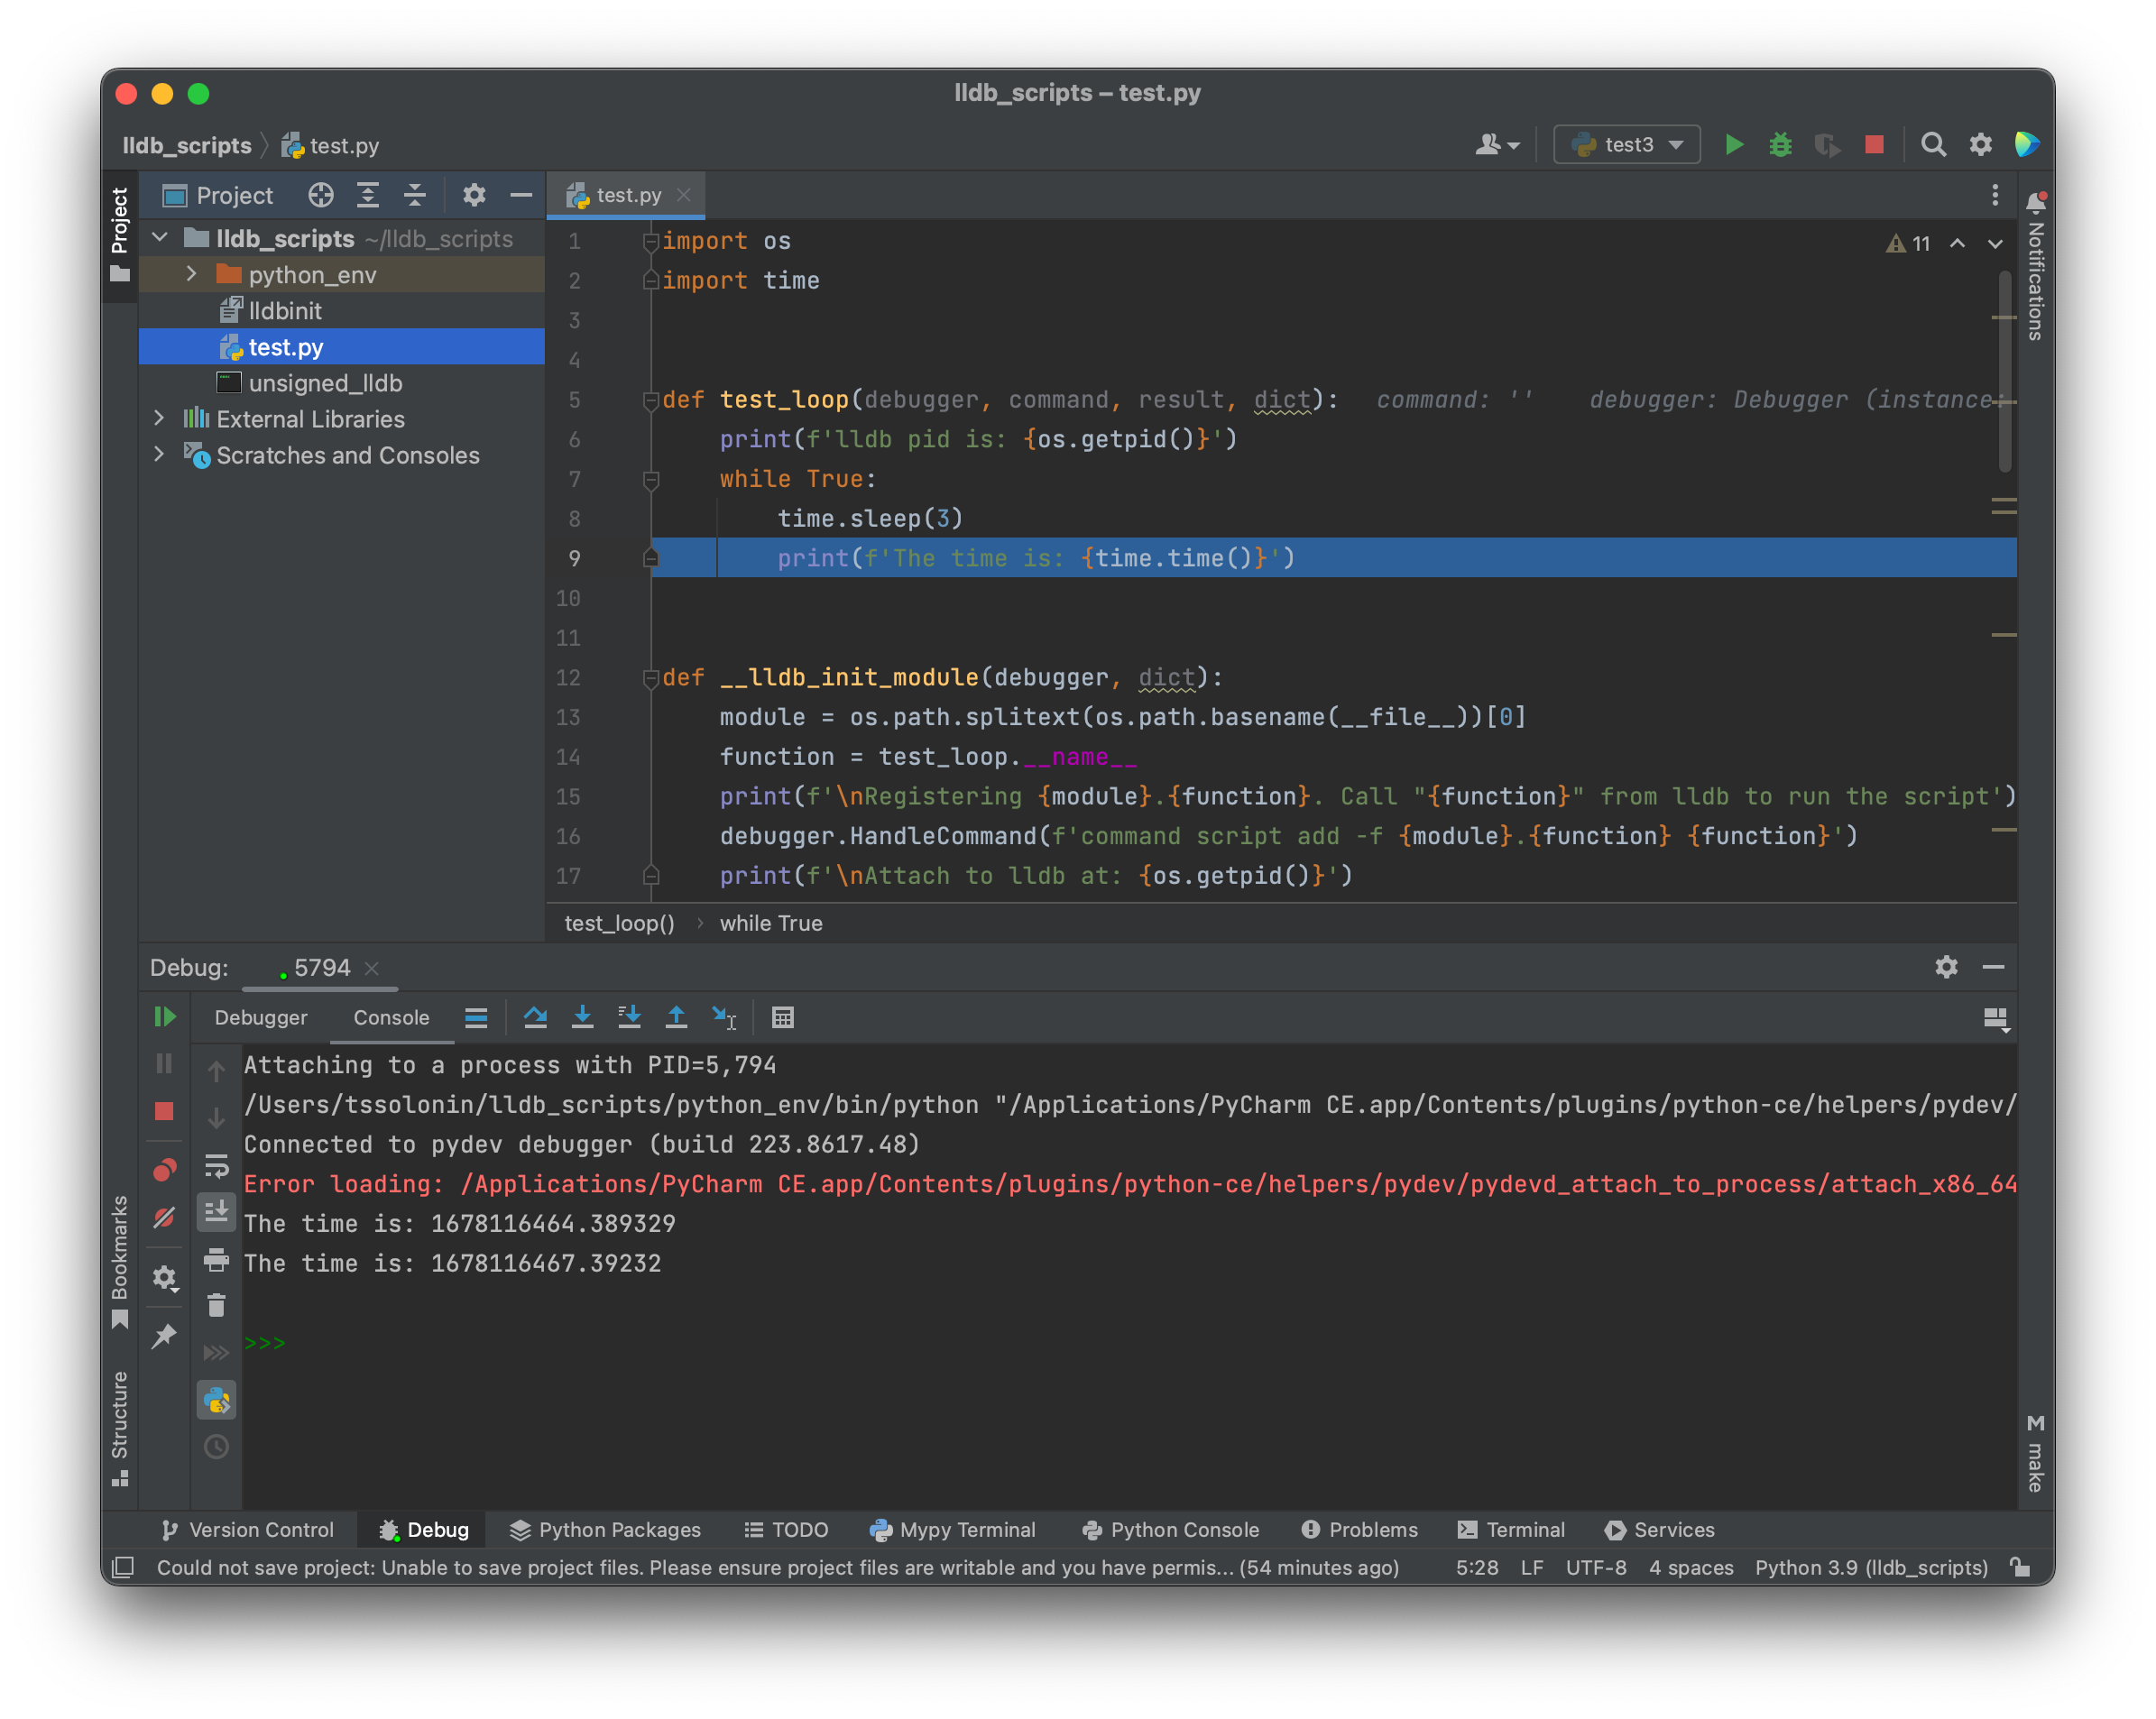 lldb_scripts – test.py
lldb_scripts test.py
test3
Project
Project
test.py
Notifications
lldb_scripts ~/lldb_scripts
python_env
lldbinit
test.py
unsigned_lldb
External Libraries
Scratches and Consoles
11
1 import os
2 import time
3
4
5 def test_loop(debugger, command, result, dict): command: '' debugger: Debugger (instance:
6 print(f'lldb pid is: {os.getpid()}')
7 while True:
8 time.sleep(3)
9 print(f'The time is: {time.time()}')
10
11
12 def __lldb_init_module(debugger, dict):
13 module = os.path.splitext(os.path.basename(__file__))[0]
14 function = test_loop.__name__
15 print(f'\nRegistering {module}.{function}. Call "{function}" from lldb to run the script')
16 debugger.HandleCommand(f'command script add -f {module}.{function} {function}')
17 print(f'\nAttach to lldb at: {os.getpid()}')
test_loop() › while True
Debug: 5794
Debugger Console
Attaching to a process with PID=5,794
/Users/tssolonin/lldb_scripts/python_env/bin/python "/Applications/PyCharm CE.app/Contents/plugins/python-ce/helpers/pydev/
Connected to pydev debugger (build 223.8617.48)
Error loading: /Applications/PyCharm CE.app/Contents/plugins/python-ce/helpers/pydev/pydevd_attach_to_process/attach_x86_64
The time is: 1678116464.389329
The time is: 1678116467.39232
>>>
Bookmarks
Structure
M make
Version Control Debug Python Packages TODO Mypy Terminal Python Console Problems Terminal Services
Could not save project: Unable to save project files. Please ensure project files are writable and you have permis... (54 minutes ago) 5:28 LF UTF-8 4 spaces Python 3.9 (lldb_scripts)